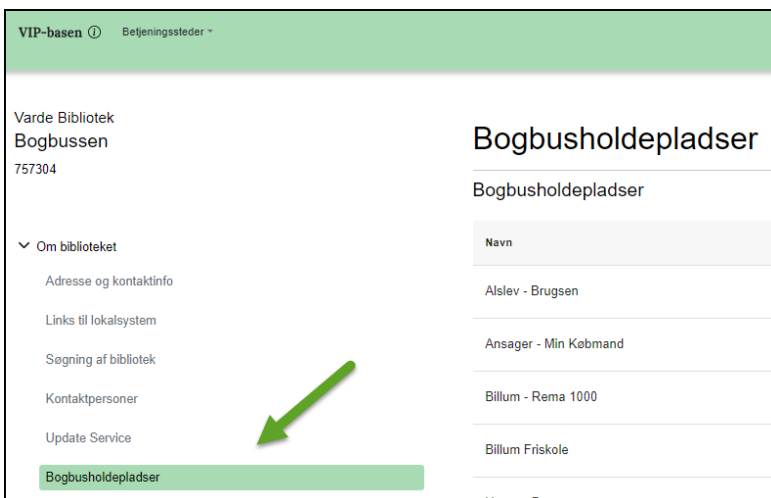 VIP-basen ⓘ Betjeningssteder
Varde Bibliotek
Bogbussen
757304
Om biblioteket
Adresse og kontaktinfo
Links til lokalsystem
Søgning af bibliotek
Kontaktpersoner
Update Service
Bogbusholdepladser
Bogbusholdepladser
Bogbusholdepladser
Navn
Alslev - Brugsen
Ansager - Min Købmand
Billum - Rema 1000
Billum Friskole